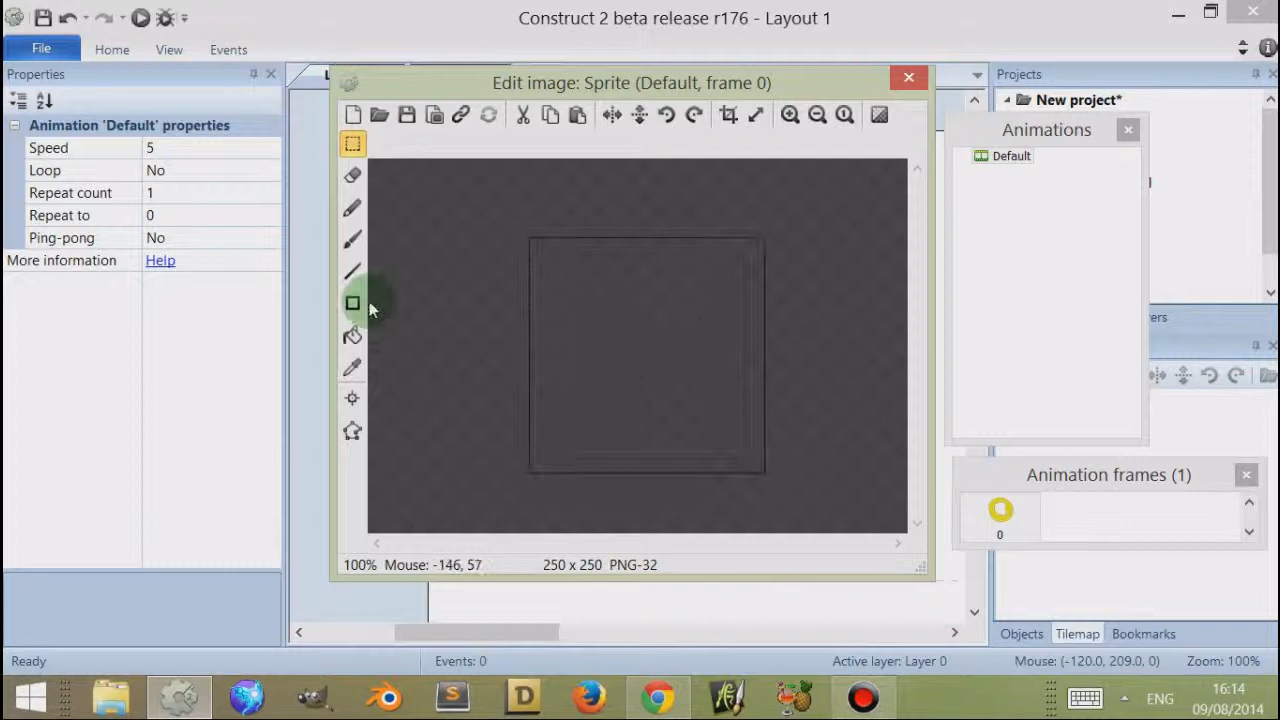 Construct 2 beta release r176 - Layout 1
File Home View Events
Properties
Animation 'Default' properties
Speed 5
Loop No
Repeat count 1
Repeat to 0
Ping-pong No
More information Help
Edit image: Sprite (Default, frame 0)
100% Mouse: -146, 57 250 x 250 PNG-32
Projects
New project*
Animations
Default
Animation frames (1)
0
Objects Tilemap Bookmarks
Ready Events: 0 Active layer: Layer 0 Mouse: (-120.0, 209.0, 0) Zoom: 100%
ENG 16:14
09/08/2014